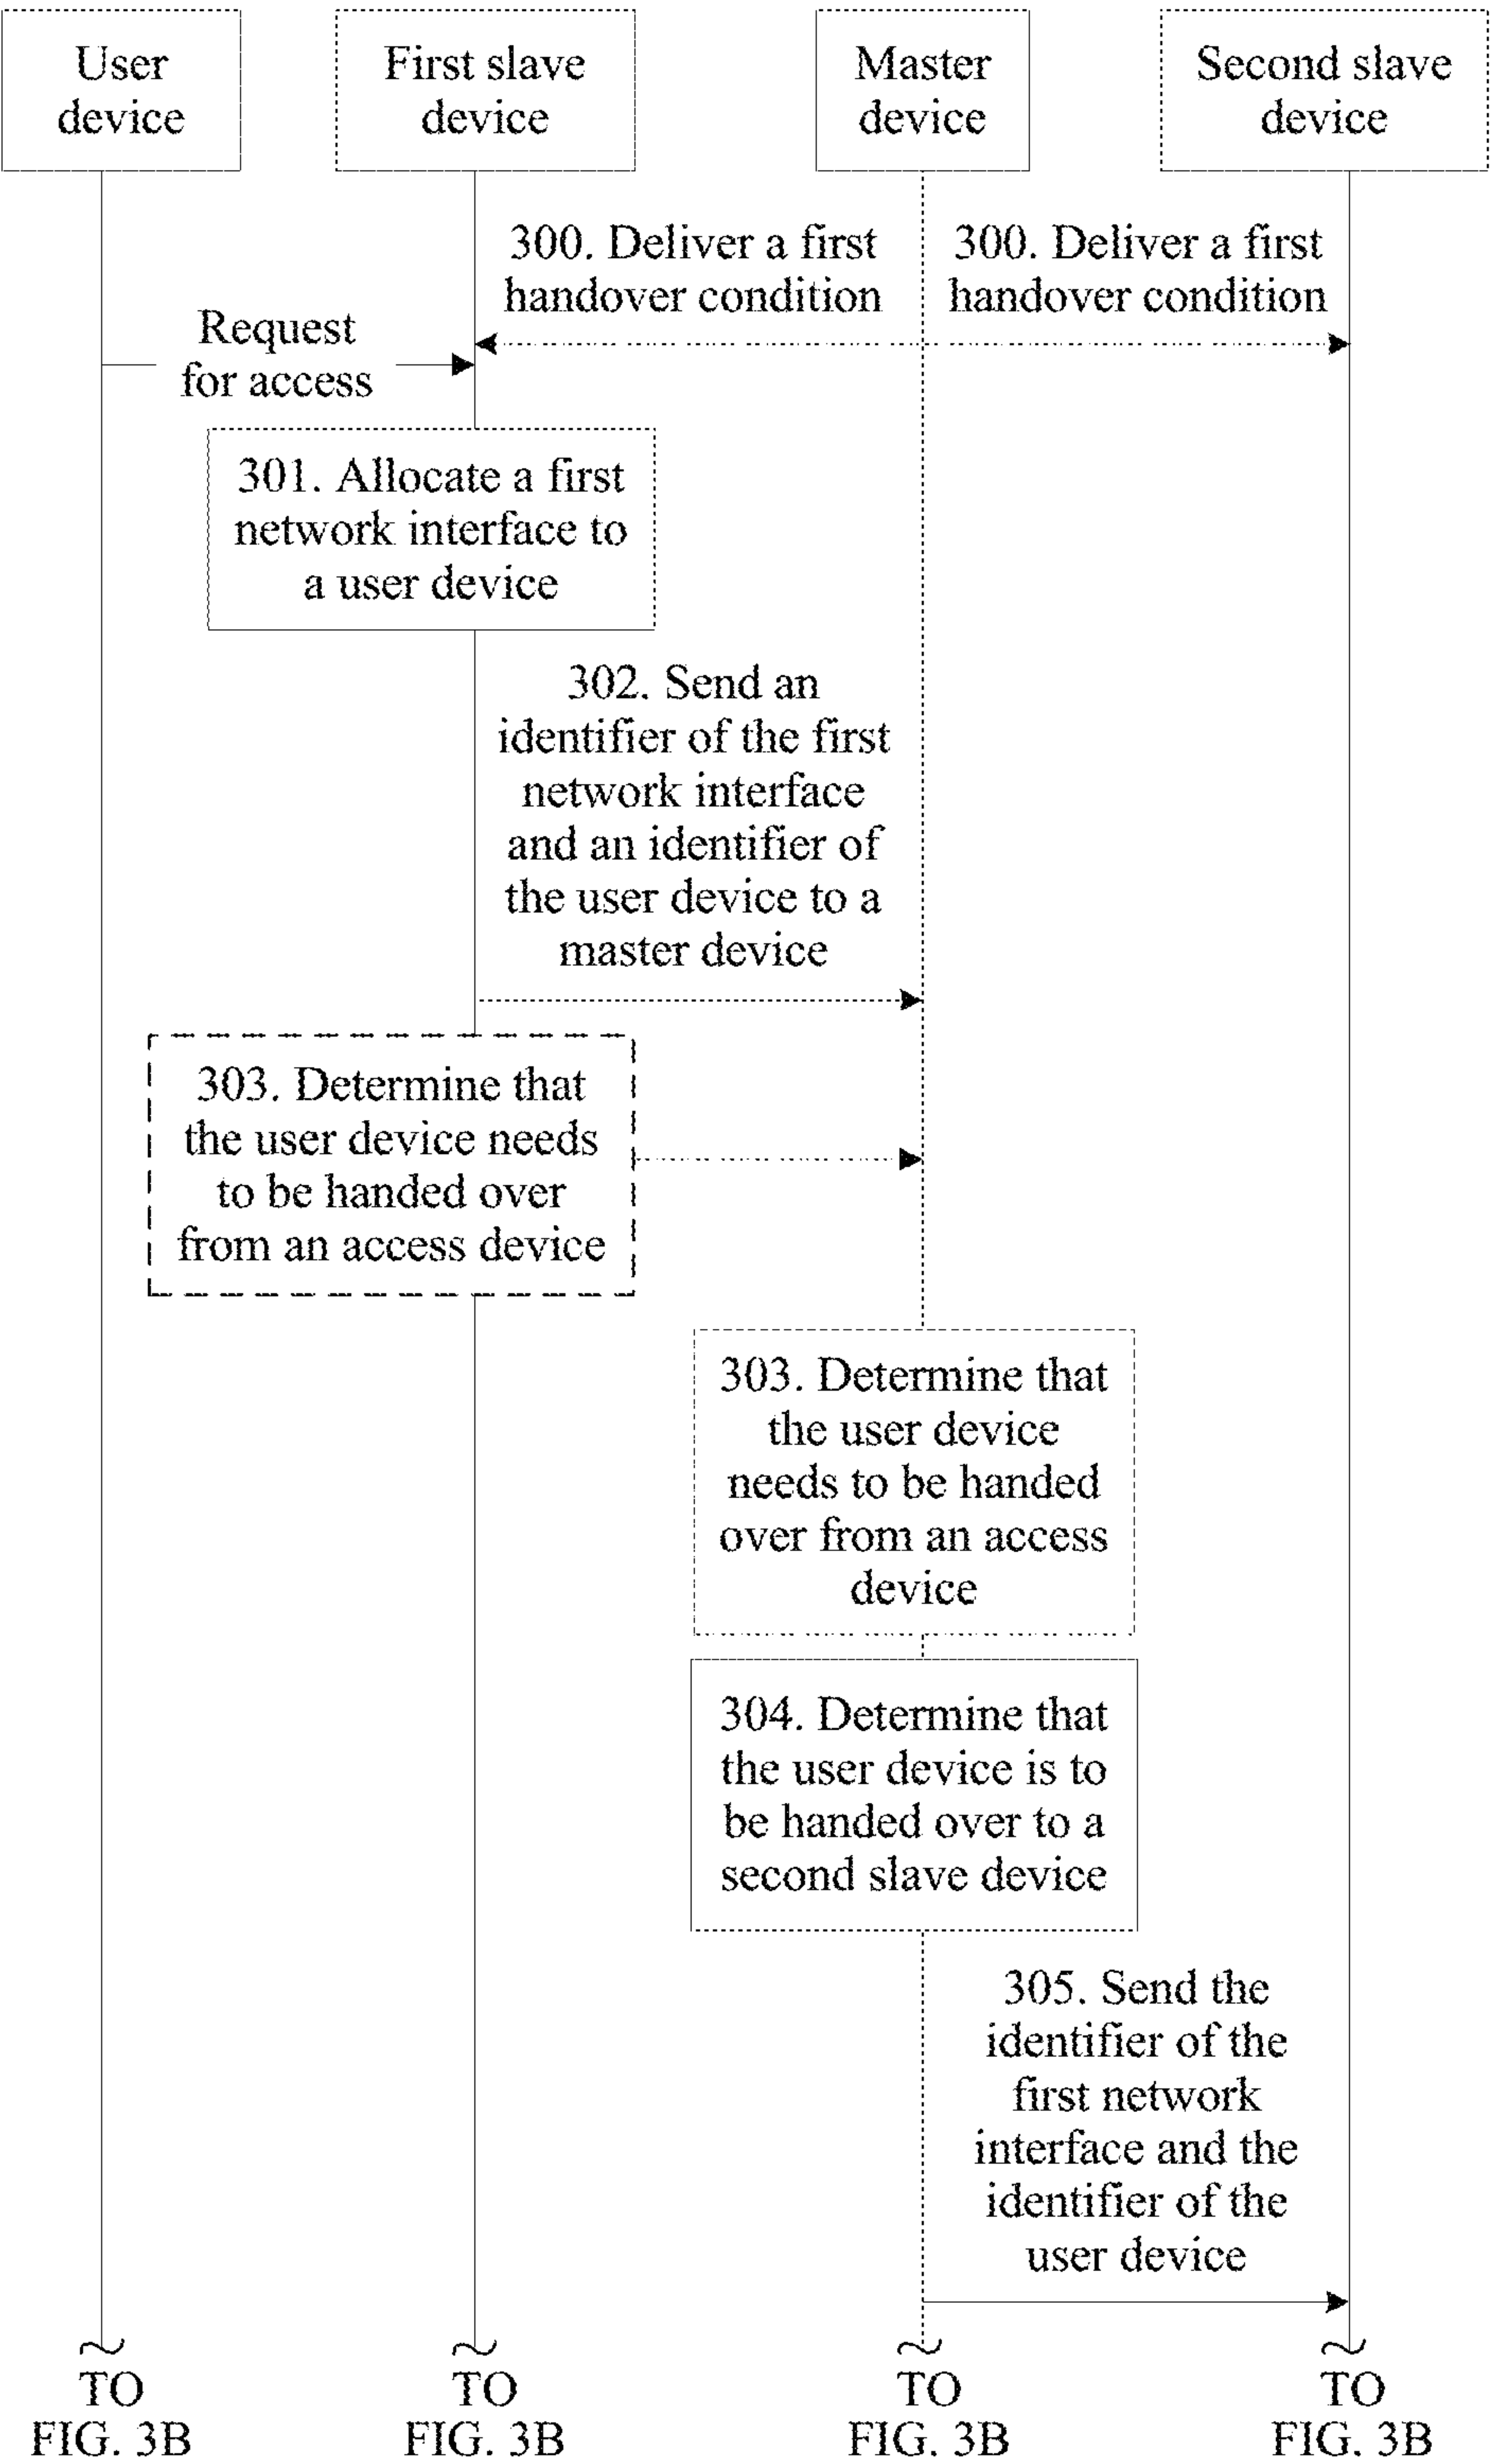 User
device
First slave
device
Master
device
Second slave
device
300. Deliver a first
handover condition
300. Deliver a first
handover condition
Request
for access
301. Allocate a first
network interface to
a user device
302. Send an
identifier of the first
network interface
and an identifier of
the user device to a
master device
303. Determine that
the user device needs
to be handed over
from an access device
303. Determine that
the user device
needs to be handed
over from an access
device
304. Determine that
the user device is to
be handed over to a
second slave device
305. Send the
identifier of the
first network
interface and the
identifier of the
user device
TO
FIG. 3B
TO
FIG. 3B
TO
FIG. 3B
TO
FIG. 3B